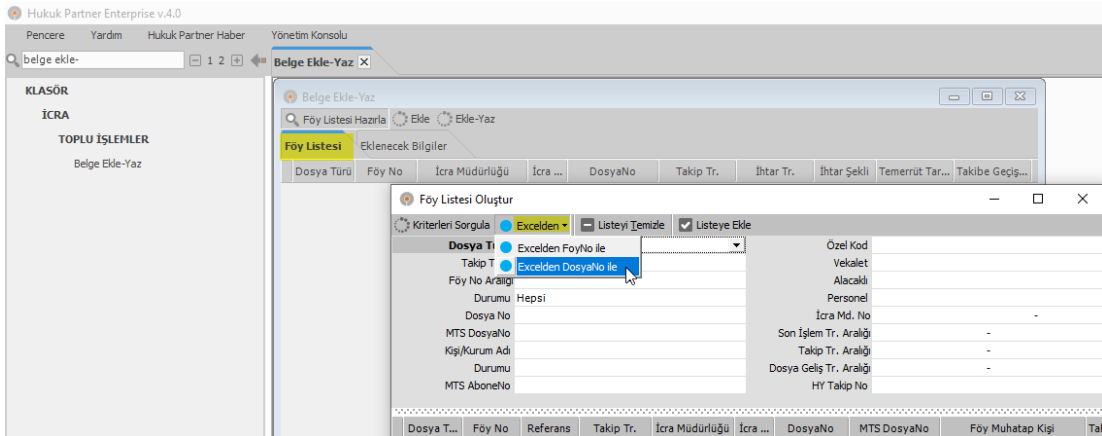 Hukuk Partner Enterprise v.4.0
Pencere Yardım Hukuk Partner Haber Yönetim Konsolu
belge ekle- 1 2 Belge Ekle-Yaz
KLASÖR
İCRA
TOPLU İŞLEMLER
Belge Ekle-Yaz
Belge Ekle-Yaz
Föy Listesi Hazırla Ekle Ekle-Yaz
Föy Listesi Eklenecek Bilgiler
Dosya Türü Föy No İcra Müdürlüğü İcra ... DosyaNo Takip Tr. İhtar Tr. İhtar Şekli Temerrüt Tar... Takibe Geçiş...
Föy Listesi Oluştur
Kriterleri Sorgula Excelden Listeyi Temizle Listeye Ekle
Excelden FoyNo ile
Excelden DosyaNo ile
Dosya Özel Kod
Takip Vekalet
Föy No Aralığı Alacaklı
Durumu Hepsi Personel
Dosya No İcra Md. No -
MTS DosyaNo Son İşlem Tr. Aralığı -
Kişi/Kurum Adı Takip Tr. Aralığı -
Durumu Dosya Geliş Tr. Aralığı -
MTS AboneNo HY Takip No
Dosya T... Föy No Referans Takip Tr. İcra Müdürlüğü İcra ... DosyaNo MTS DosyaNo Föy Muhatap Kişi